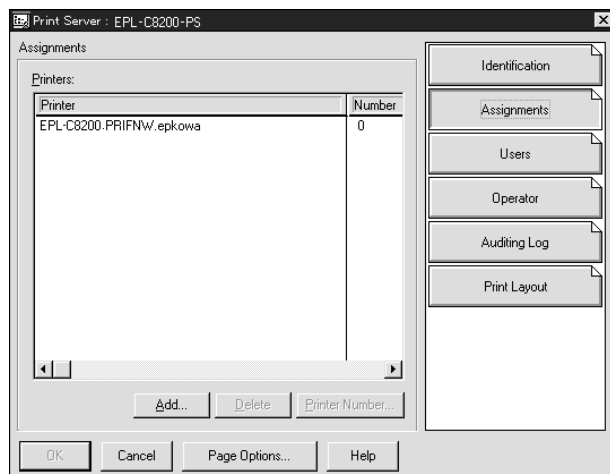 Print Server : EPL-C8200-PS
Assignments
Printers:
Printer Number
EPL-C8200.PRIFNW.epkowa 0
Add... Delete Printer Number...
OK Cancel Page Options... Help
Identification
Assignments
Users
Operator
Auditing Log
Print Layout